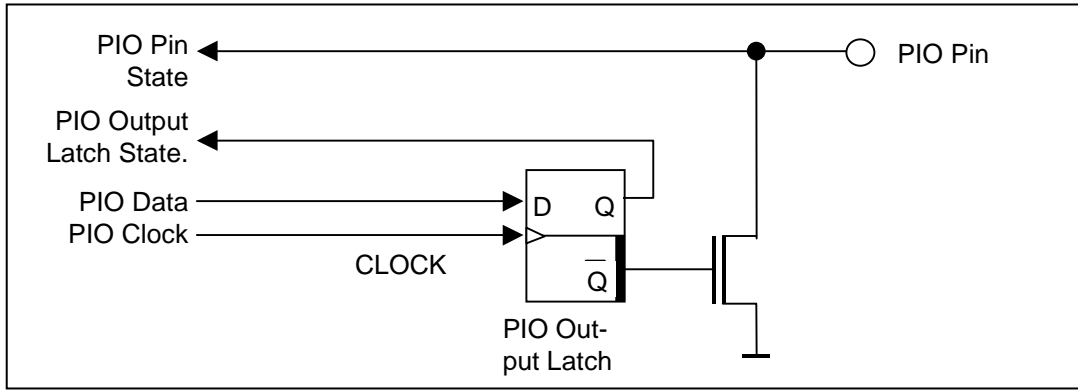 PIO Pin
State
PIO Pin
PIO Output
Latch State.
PIO Data
PIO Clock
D Q
CLOCK
Q̅
PIO Out-
put Latch